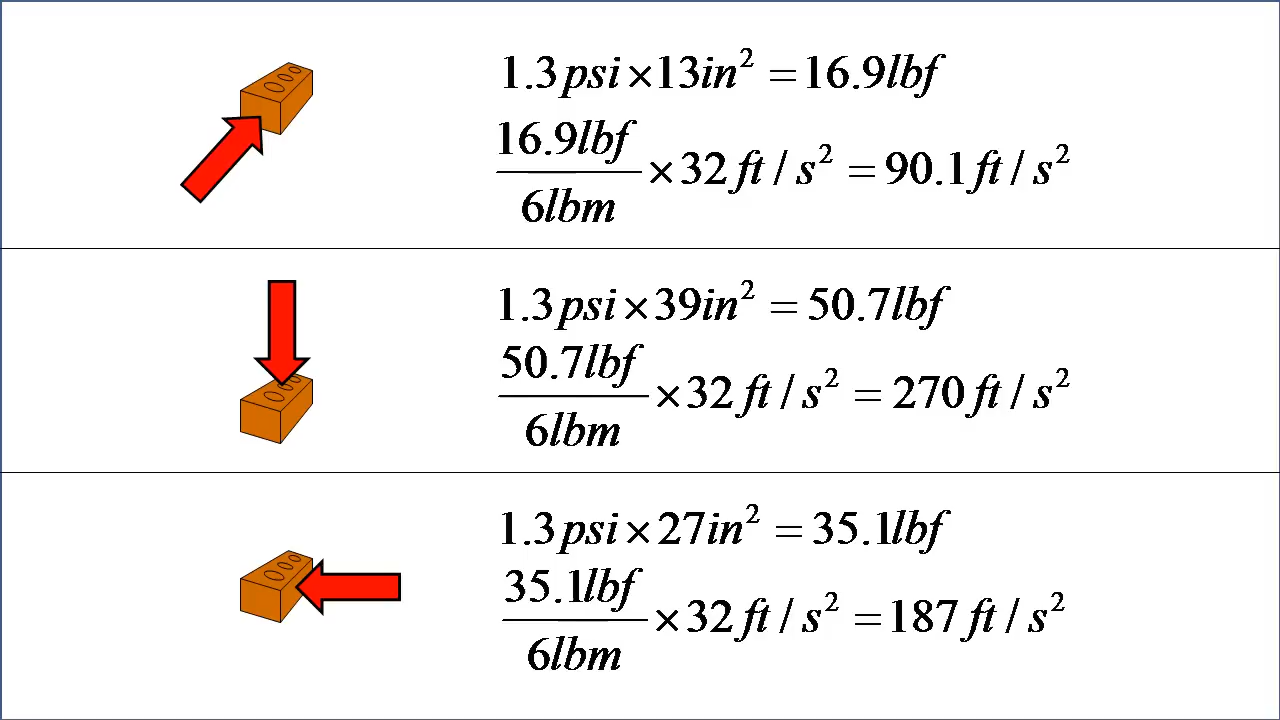 1.3psi×13in² = 16.9lbf
16.9lbf
6lbm
×32ft/s² = 90.1ft/s²
1.3psi×39in² = 50.7lbf
50.7lbf
6lbm
×32ft/s² = 270ft/s²
1.3psi×27in² = 35.1lbf
35.1lbf
6lbm
×32ft/s² = 187ft/s²